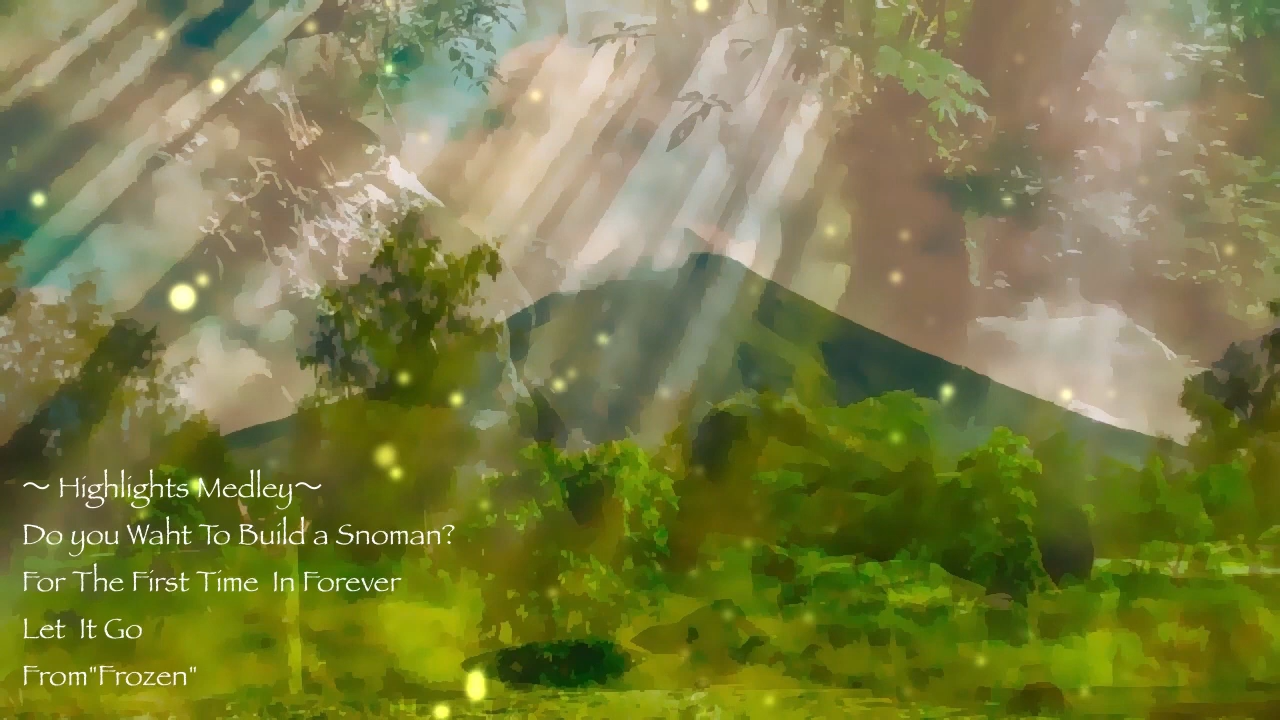 ～ Highlights Medley～
Do you Waht To Build a Snoman?
For The First Time In Forever
Let It Go
From"Frozen"